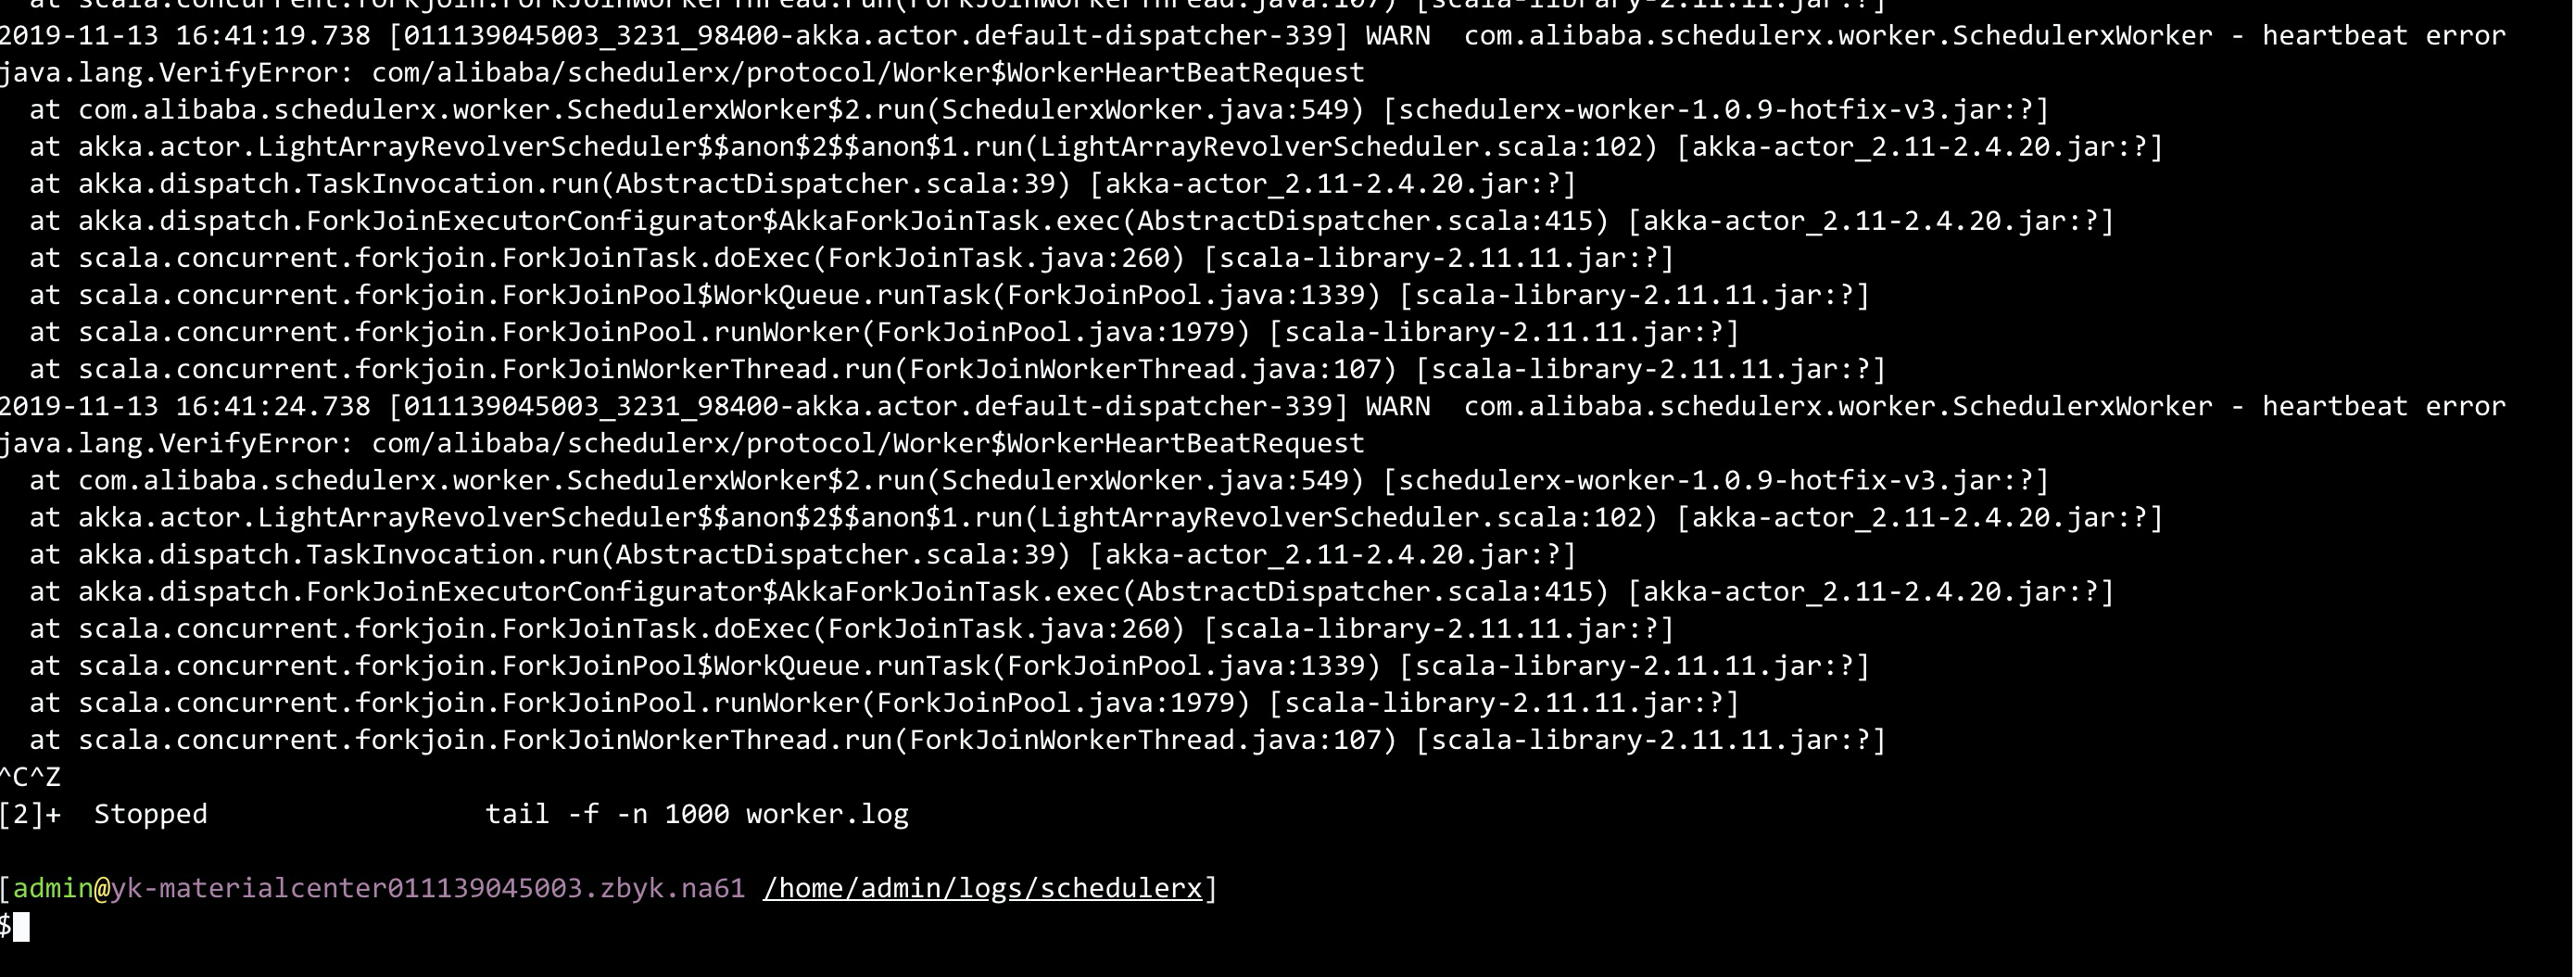 at scala.concurrent.forkjoin.ForkJoinWorkerThread.run(ForkJoinWorkerThread.java:107) [scala-library-2.11.11.jar:?]
2019-11-13 16:41:19.738 [011139045003_3231_98400-akka.actor.default-dispatcher-339] WARN  com.alibaba.schedulerx.worker.SchedulerxWorker - heartbeat error
java.lang.VerifyError: com/alibaba/schedulerx/protocol/Worker$WorkerHeartBeatRequest
at com.alibaba.schedulerx.worker.SchedulerxWorker$2.run(SchedulerxWorker.java:549) [schedulerx-worker-1.0.9-hotfix-v3.jar:?]
at akka.actor.LightArrayRevolverScheduler$$anon$2$$anon$1.run(LightArrayRevolverScheduler.scala:102) [akka-actor_2.11-2.4.20.jar:?]
at akka.dispatch.TaskInvocation.run(AbstractDispatcher.scala:39) [akka-actor_2.11-2.4.20.jar:?]
at akka.dispatch.ForkJoinExecutorConfigurator$AkkaForkJoinTask.exec(AbstractDispatcher.scala:415) [akka-actor_2.11-2.4.20.jar:?]
at scala.concurrent.forkjoin.ForkJoinTask.doExec(ForkJoinTask.java:260) [scala-library-2.11.11.jar:?]
at scala.concurrent.forkjoin.ForkJoinPool$WorkQueue.runTask(ForkJoinPool.java:1339) [scala-library-2.11.11.jar:?]
at scala.concurrent.forkjoin.ForkJoinPool.runWorker(ForkJoinPool.java:1979) [scala-library-2.11.11.jar:?]
at scala.concurrent.forkjoin.ForkJoinWorkerThread.run(ForkJoinWorkerThread.java:107) [scala-library-2.11.11.jar:?]
2019-11-13 16:41:24.738 [011139045003_3231_98400-akka.actor.default-dispatcher-339] WARN  com.alibaba.schedulerx.worker.SchedulerxWorker - heartbeat error
java.lang.VerifyError: com/alibaba/schedulerx/protocol/Worker$WorkerHeartBeatRequest
at com.alibaba.schedulerx.worker.SchedulerxWorker$2.run(SchedulerxWorker.java:549) [schedulerx-worker-1.0.9-hotfix-v3.jar:?]
at akka.actor.LightArrayRevolverScheduler$$anon$2$$anon$1.run(LightArrayRevolverScheduler.scala:102) [akka-actor_2.11-2.4.20.jar:?]
at akka.dispatch.TaskInvocation.run(AbstractDispatcher.scala:39) [akka-actor_2.11-2.4.20.jar:?]
at akka.dispatch.ForkJoinExecutorConfigurator$AkkaForkJoinTask.exec(AbstractDispatcher.scala:415) [akka-actor_2.11-2.4.20.jar:?]
at scala.concurrent.forkjoin.ForkJoinTask.doExec(ForkJoinTask.java:260) [scala-library-2.11.11.jar:?]
at scala.concurrent.forkjoin.ForkJoinPool$WorkQueue.runTask(ForkJoinPool.java:1339) [scala-library-2.11.11.jar:?]
at scala.concurrent.forkjoin.ForkJoinPool.runWorker(ForkJoinPool.java:1979) [scala-library-2.11.11.jar:?]
at scala.concurrent.forkjoin.ForkJoinWorkerThread.run(ForkJoinWorkerThread.java:107) [scala-library-2.11.11.jar:?]
^C^Z
[2]+  Stopped                 tail -f -n 1000 worker.log
[admin@yk-materialcenter011139045003.zbyk.na61 /home/admin/logs/schedulerx]
$